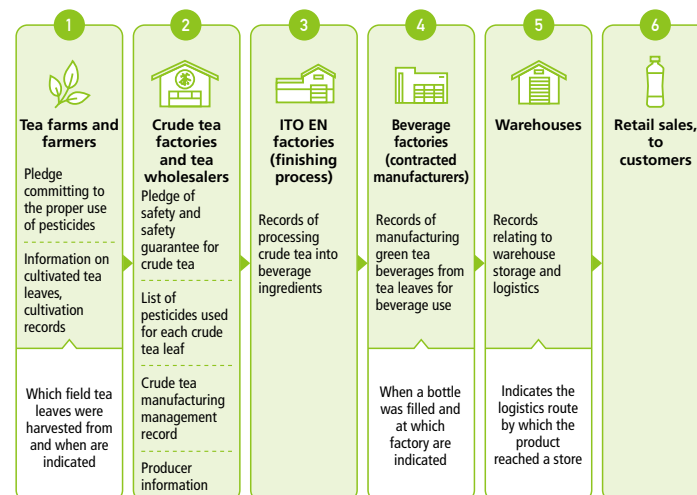 1
Tea farms and
farmers
Pledge
committing to
the proper use
of pesticides
Information on
cultivated tea
leaves,
cultivation
records
Which field tea
leaves were
harvested from
and when are
indicated
2
茶
Crude tea
factories
and tea
wholesalers
Pledge of
safety and
safety
guarantee for
crude tea
List of
pesticides used
for each crude
tea leaf
Crude tea
manufacturing
management
record
Producer
information
3
ITO EN
factories
(finishing
process)
Records of
processing
crude tea into
beverage
ingredients
4
Beverage
factories
(contracted
manufacturers)
Records of
manufacturing
green tea
beverages from
tea leaves for
beverage use
When a bottle
was filled and
at which
factory are
indicated
5
Warehouses
Records
relating to
warehouse
storage and
logistics
Indicates the
logistics route
by which the
product
reached a store
6
Retail sales,
to
customers